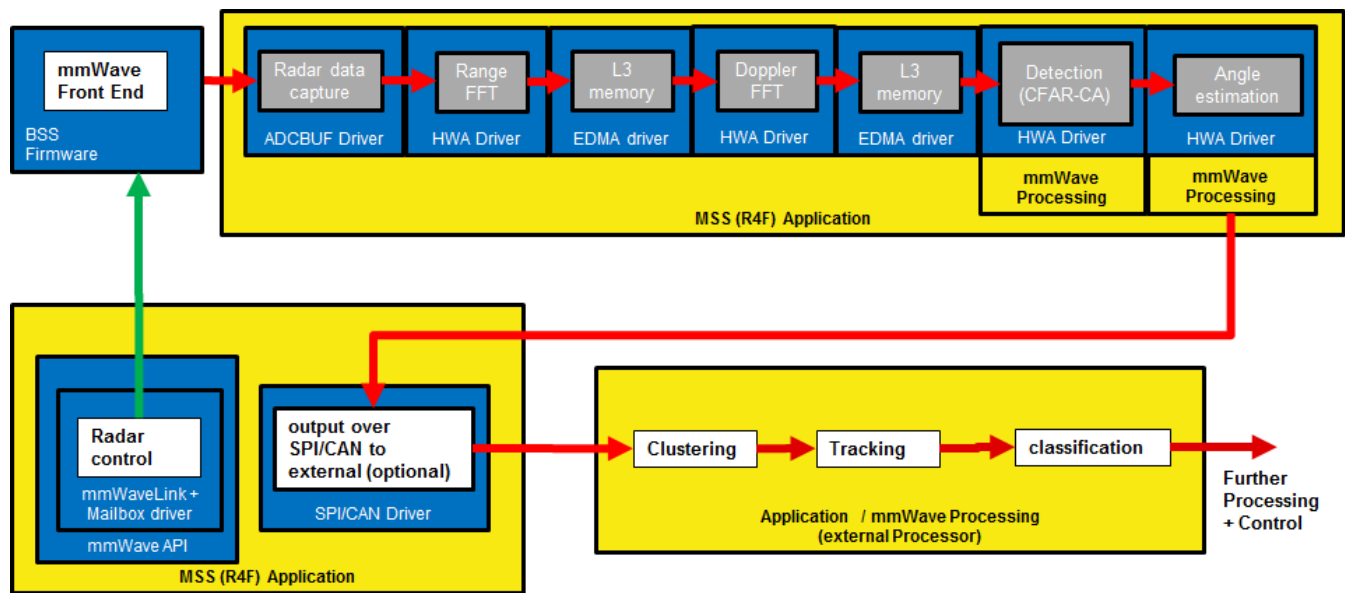 mmWave
Front End
BSS
Firmware
Radar data
capture
ADCBUF Driver
Range
FFT
HWA Driver
L3
memory
EDMA driver
Doppler
FFT
HWA Driver
L3
memory
EDMA driver
Detection
(CFAR-CA)
HWA Driver
mmWave
Processing
Angle
estimation
HWA Driver
mmWave
Processing
MSS (R4F) Application
Radar
control
mmWaveLink +
Mailbox driver
mmWave API
output over
SPI/CAN to
external (optional)
SPI/CAN Driver
MSS (R4F) Application
Clustering
Tracking
classification
Application / mmWave Processing
(external Processor)
Further
Processing
+ Control